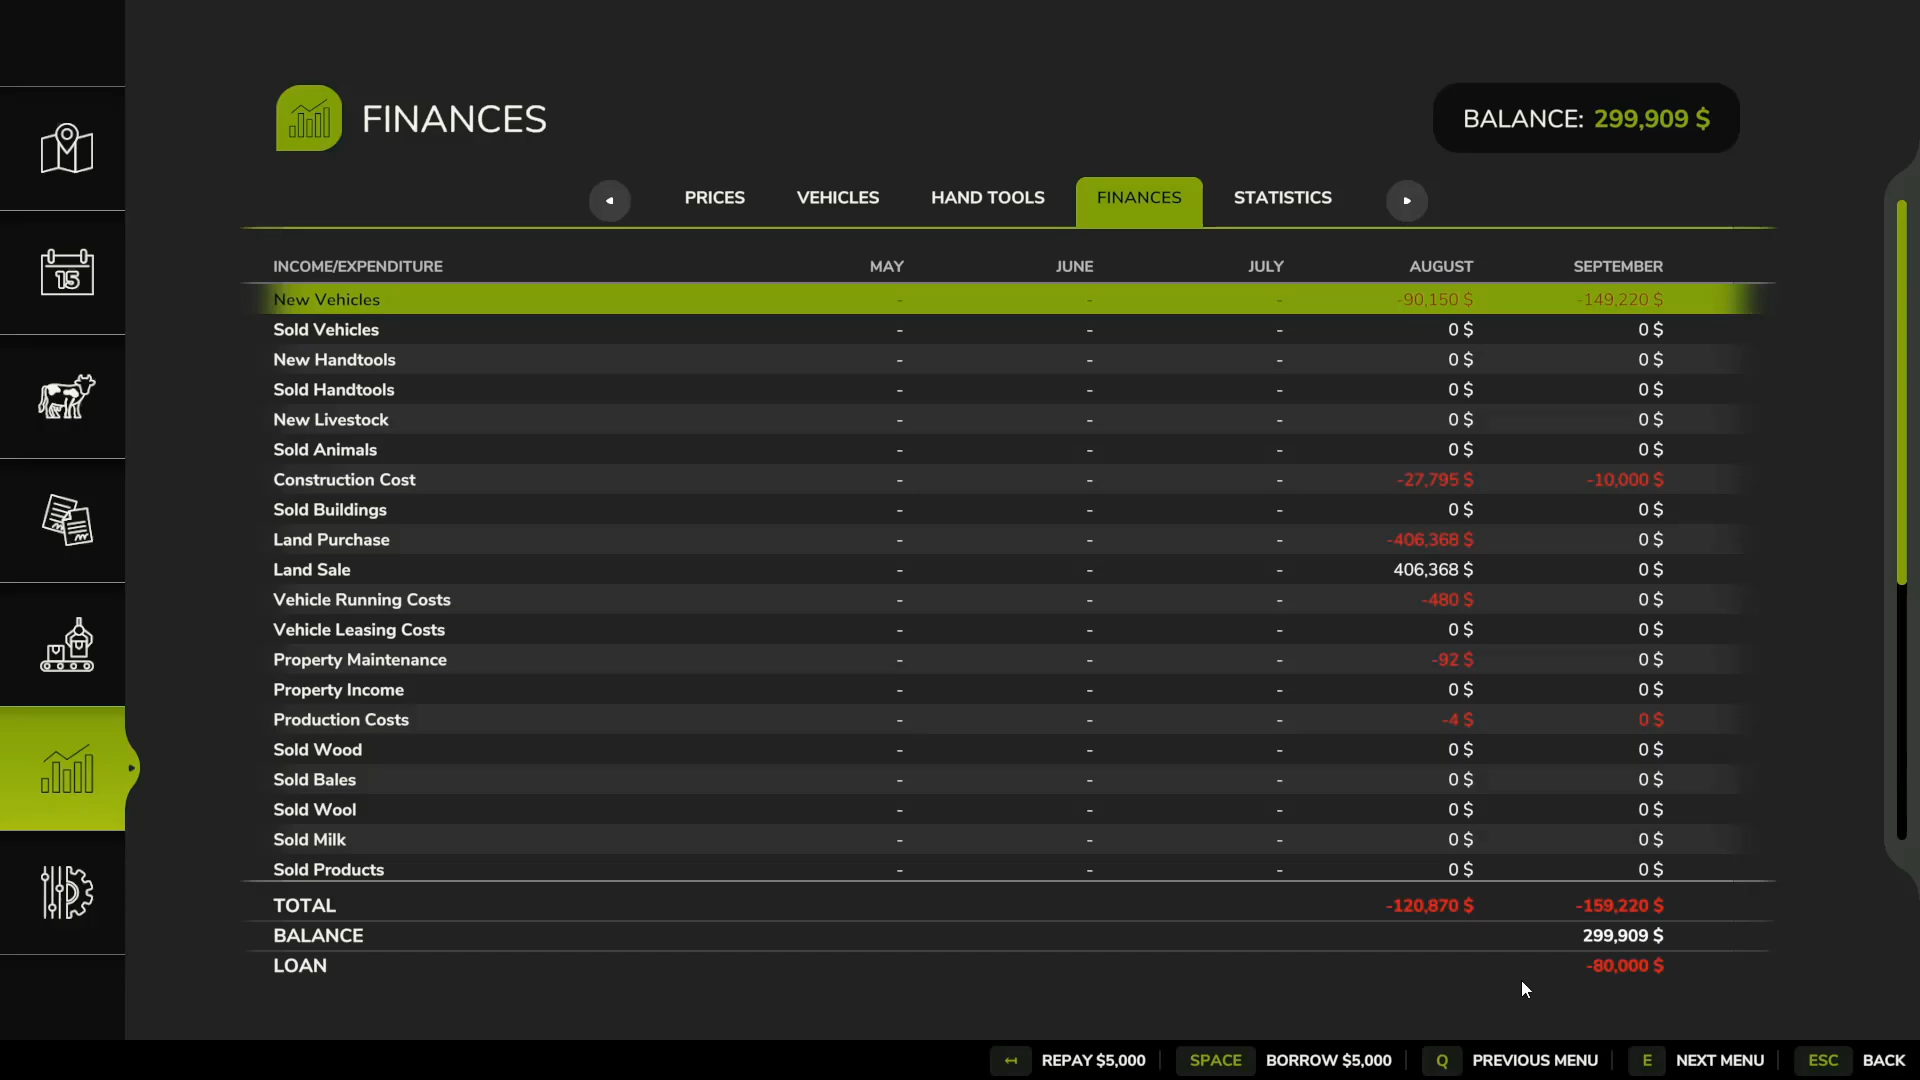 FINANCES
BALANCE: 299,909 $
PRICES VEHICLES HAND TOOLS FINANCES STATISTICS
INCOME/EXPENDITURE MAY JUNE JULY AUGUST SEPTEMBER
New Vehicles - - - -90,150 $ -149,220 $
Sold Vehicles - - - 0 $ 0 $
New Handtools - - - 0 $ 0 $
Sold Handtools - - - 0 $ 0 $
New Livestock - - - 0 $ 0 $
Sold Animals - - - 0 $ 0 $
Construction Cost - - - -27,795 $ -10,000 $
Sold Buildings - - - 0 $ 0 $
Land Purchase - - - -406,368 $ 0 $
Land Sale - - - 406,368 $ 0 $
Vehicle Running Costs - - - -480 $ 0 $
Vehicle Leasing Costs - - - 0 $ 0 $
Property Maintenance - - - -92 $ 0 $
Property Income - - - 0 $ 0 $
Production Costs - - - -4 $ 0 $
Sold Wood - - - 0 $ 0 $
Sold Bales - - - 0 $ 0 $
Sold Wool - - - 0 $ 0 $
Sold Milk - - - 0 $ 0 $
Sold Products - - - 0 $ 0 $
TOTAL -120,870 $ -159,220 $
BALANCE 299,909 $
LOAN -80,000 $
15
REPAY $5,000 SPACE BORROW $5,000 Q PREVIOUS MENU E NEXT MENU ESC BACK